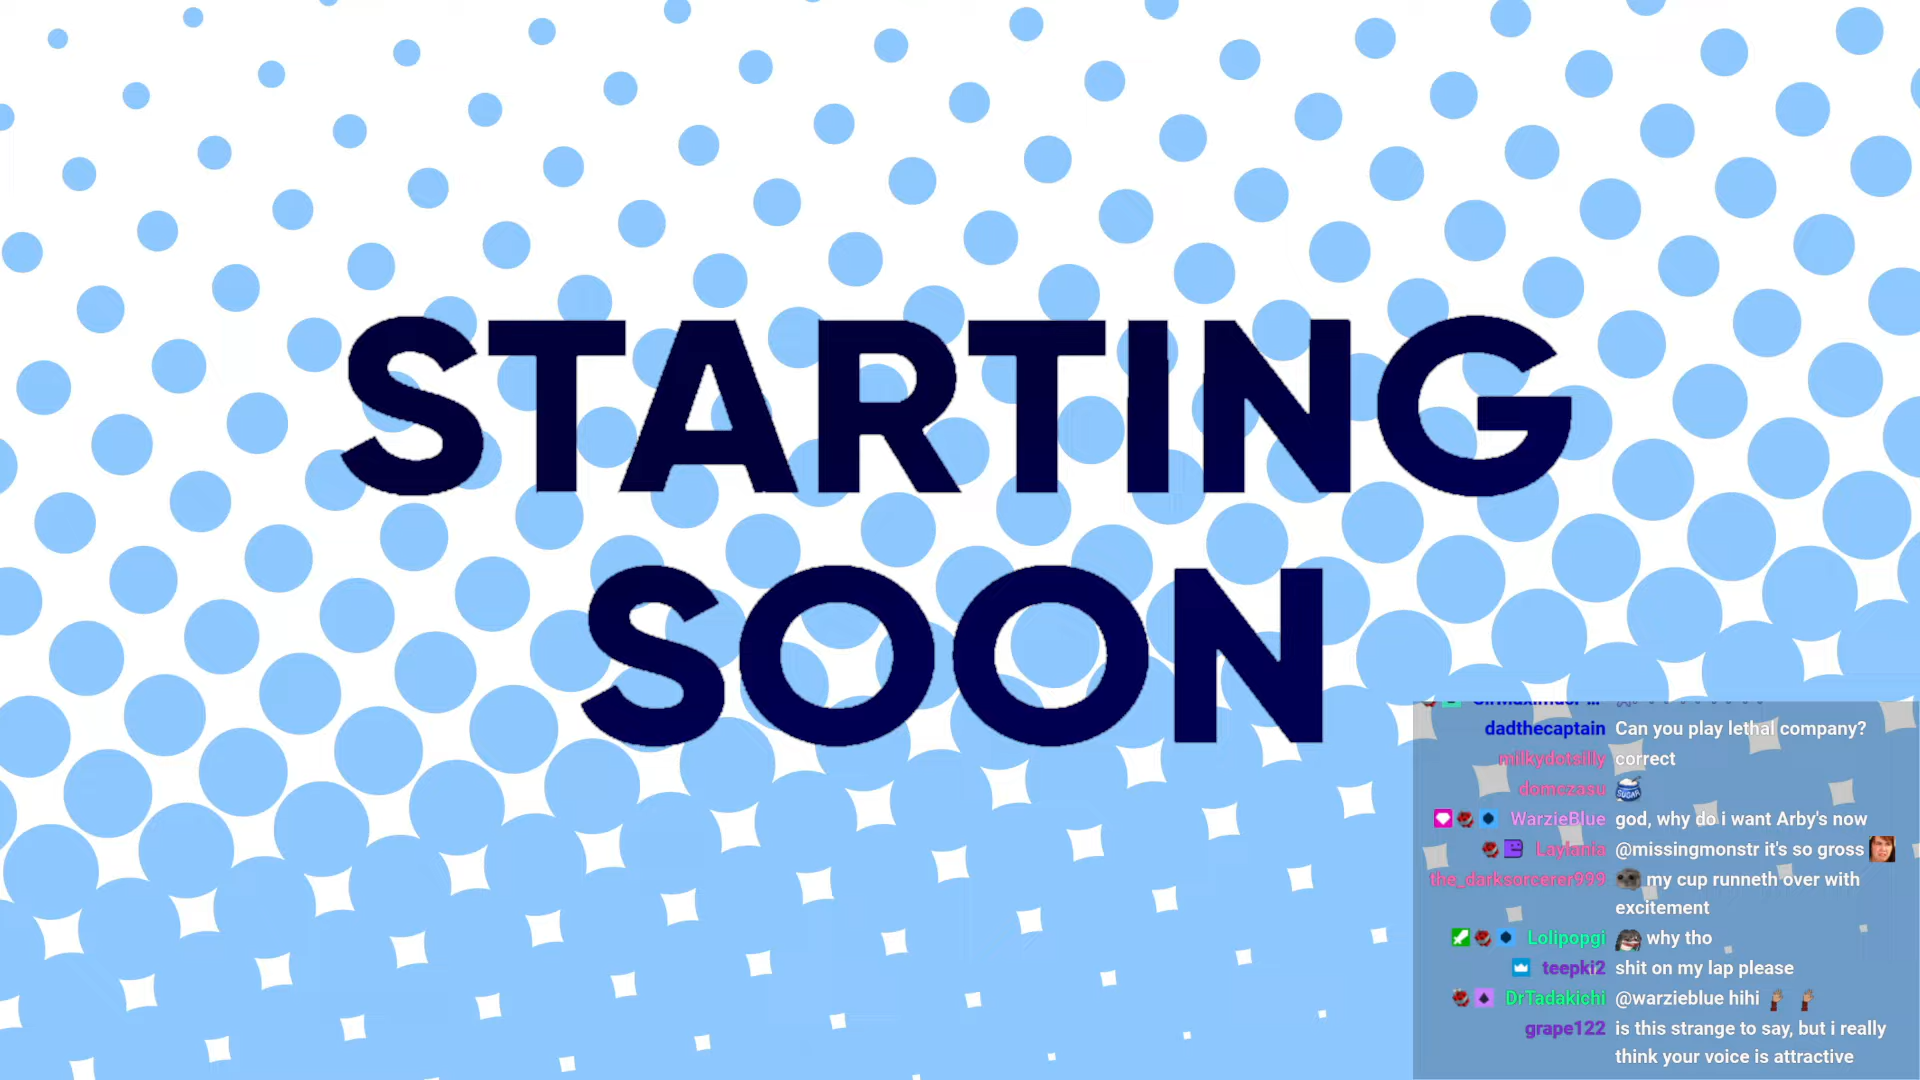 STARTING
SOON
dadthecaptain Can you play lethal company?
milkydotsilly correct
domczasu SUGAR
WarzieBlue god, why do i want Arby's now
Laylania @missingmonstr it's so gross
the_darksorcerer999 my cup runneth over with
excitement
Lolipopgi why tho
teepki2 shit on my lap please
DrTadakichi @warzieblue hihi
grape122 is this strange to say, but i really
think your voice is attractive